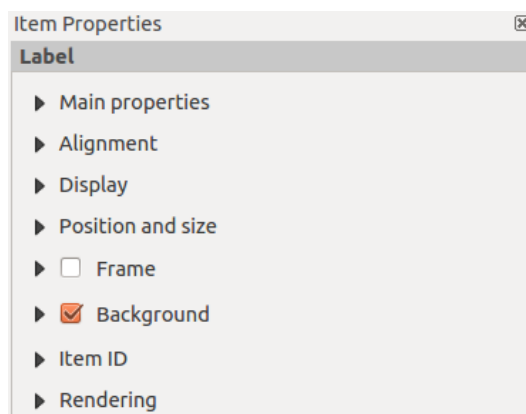 Item Properties
Label
Main properties
Alignment
Display
Position and size
Frame
Background
Item ID
Rendering